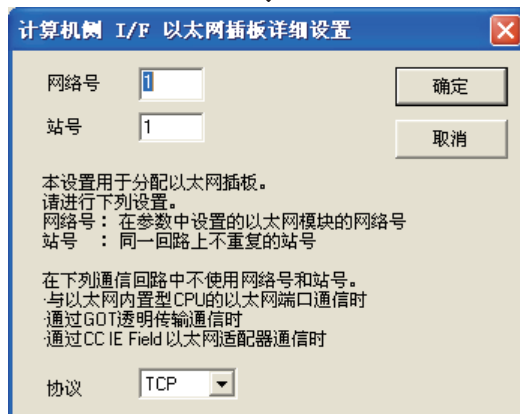 计算机侧 I/F 以太网插板详细设置
网络号 1 确定
站号 1 取消
本设置用于分配以太网插板。
请进行下列设置。
网络号：在参数中设置的以太网模块的网络号
站号 ：同一回路上不重复的站号
在下列通信回路中不使用网络号和站号。
·与以太网内置型CPU的以太网端口通信时
·通过GOT透明传输通信时
·通过CC IE Field以太网适配器通信时
协议 TCP